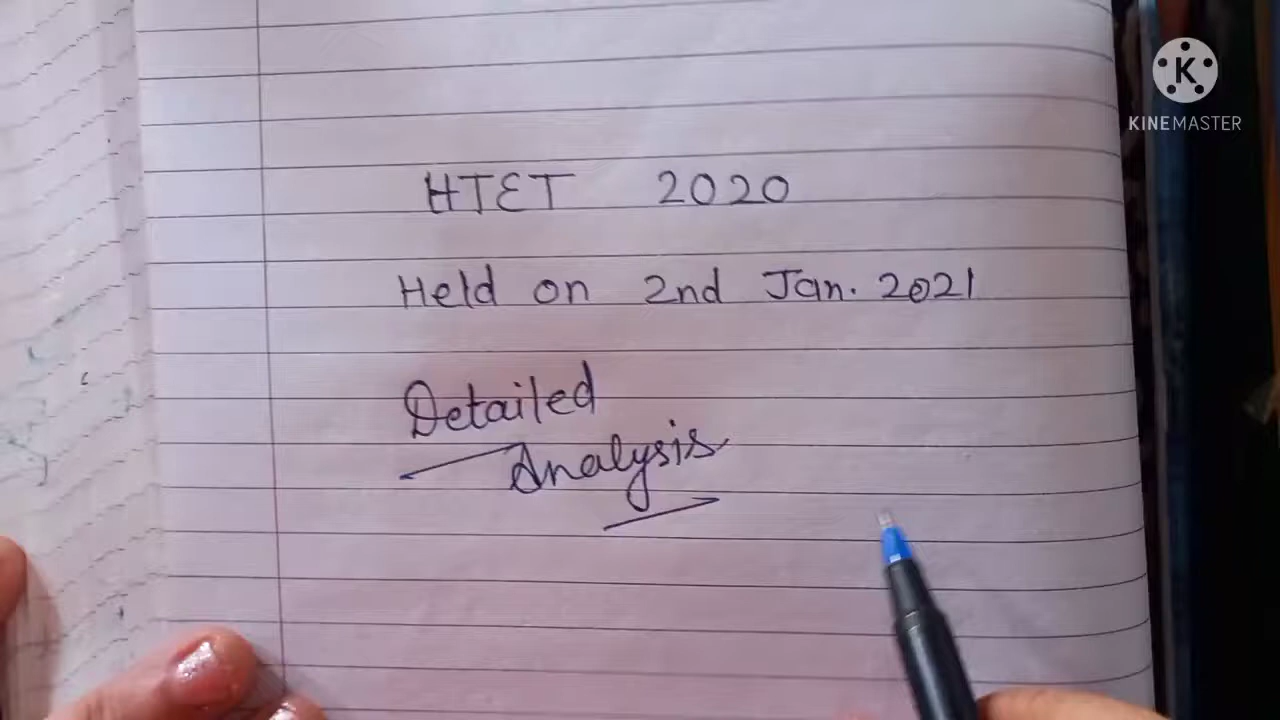 K
KINEMASTER
HTET 2020
Held on 2nd Jan. 2021
Detailed
Analysis